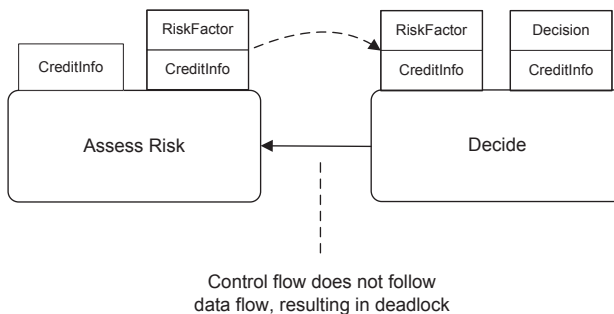 RiskFactor
CreditInfo
CreditInfo
RiskFactor
CreditInfo
Decision
CreditInfo
Assess Risk
Decide
Control flow does not follow
data flow, resulting in deadlock